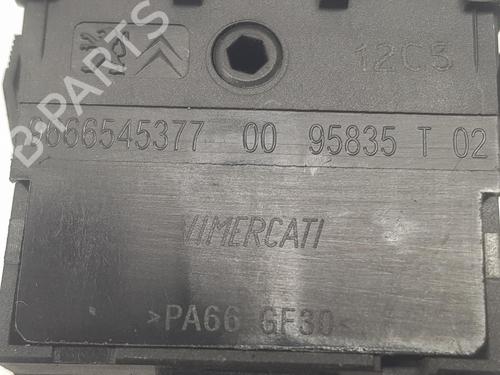 12C3
9666545377 00 95835 T 02
VIMERCATI
>PA66 GF30<
B-PARTS